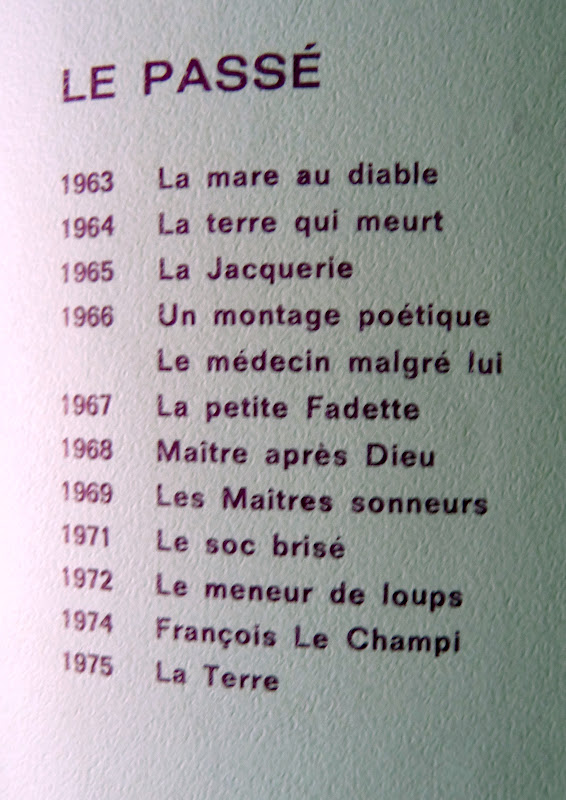 LE PASSÉ
1963 La mare au diable
1964 La terre qui meurt
1965 La Jacquerie
1966 Un montage poétique
Le médecin malgré lui
1967 La petite Fadette
1968 Maître après Dieu
1969 Les Maîtres sonneurs
1971 Le soc brisé
1972 Le meneur de loups
1974 François Le Champi
1975 La Terre